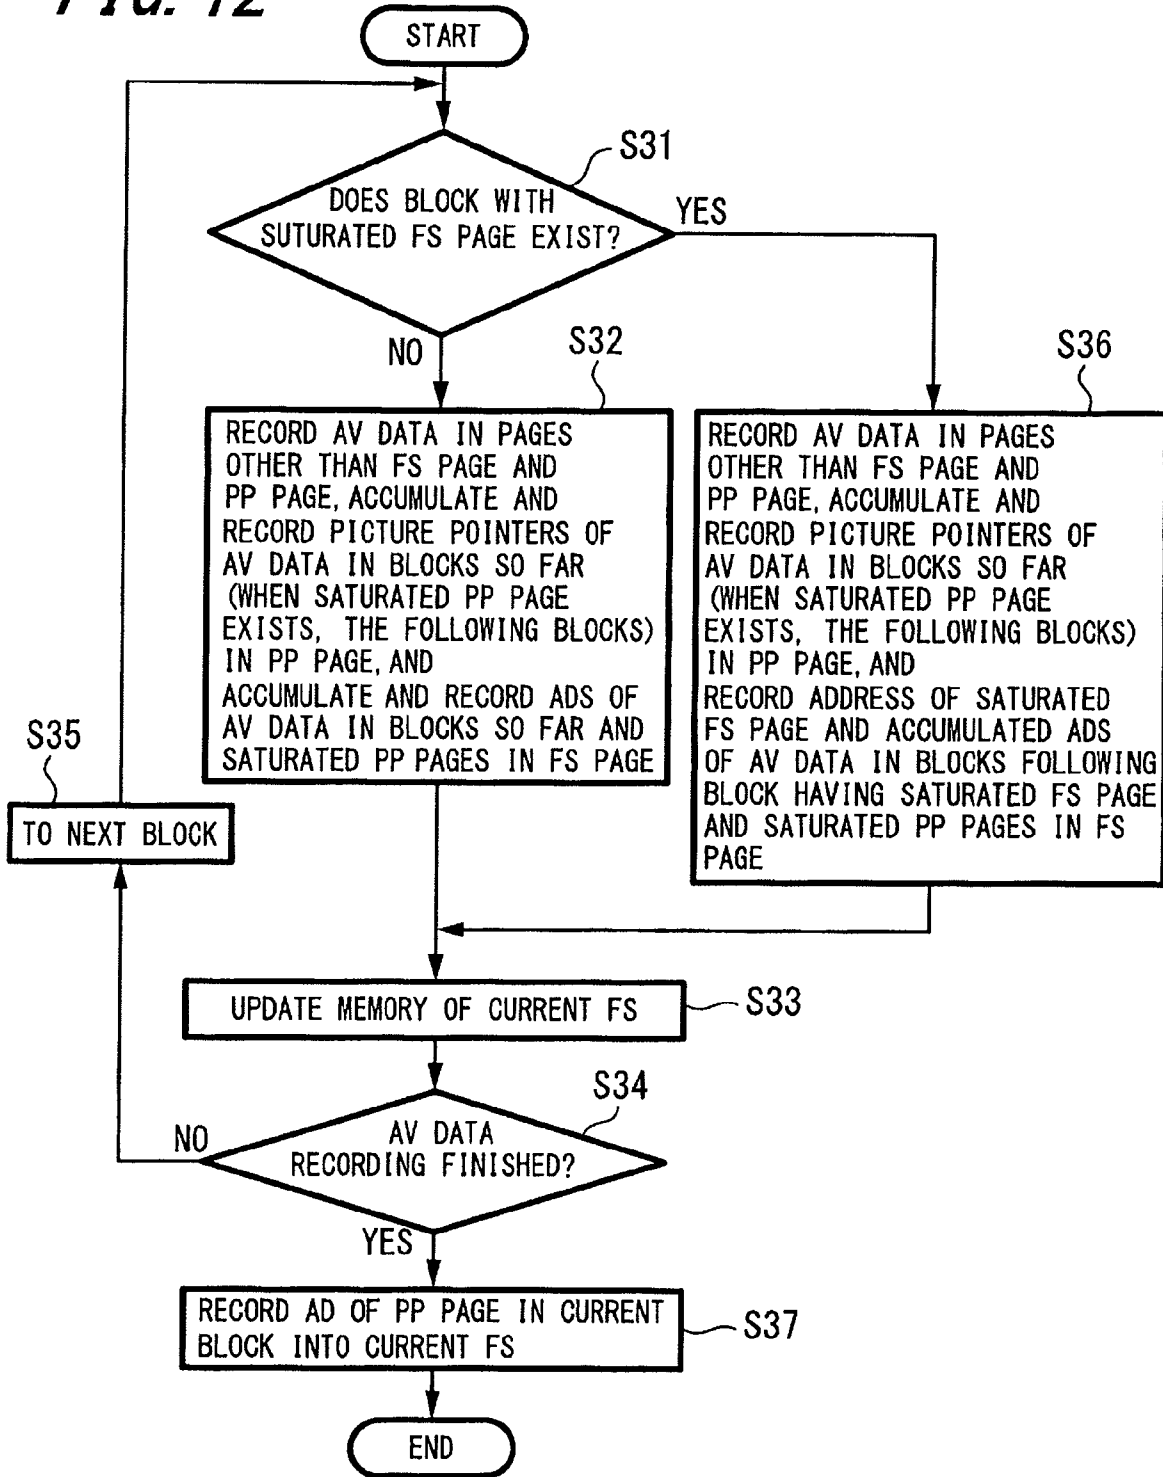 FIG. 12
START
S31
DOES BLOCK WITH
SUTURATED FS PAGE EXIST?
YES
NO
S32
S36
RECORD AV DATA IN PAGES
OTHER THAN FS PAGE AND
PP PAGE, ACCUMULATE AND
RECORD PICTURE POINTERS OF
AV DATA IN BLOCKS SO FAR
(WHEN SATURATED PP PAGE
EXISTS, THE FOLLOWING BLOCKS)
IN PP PAGE, AND
ACCUMULATE AND RECORD ADS OF
AV DATA IN BLOCKS SO FAR AND
SATURATED PP PAGES IN FS PAGE
RECORD AV DATA IN PAGES
OTHER THAN FS PAGE AND
PP PAGE, ACCUMULATE AND
RECORD PICTURE POINTERS OF
AV DATA IN BLOCKS SO FAR
(WHEN SATURATED PP PAGE
EXISTS, THE FOLLOWING BLOCKS)
IN PP PAGE, AND
RECORD ADDRESS OF SATURATED
FS PAGE AND ACCUMULATED ADS
OF AV DATA IN BLOCKS FOLLOWING
BLOCK HAVING SATURATED FS PAGE
AND SATURATED PP PAGES IN FS
PAGE
S35
TO NEXT BLOCK
UPDATE MEMORY OF CURRENT FS
S33
S34
AV DATA
RECORDING FINISHED?
NO
YES
RECORD AD OF PP PAGE IN CURRENT
BLOCK INTO CURRENT FS
S37
END